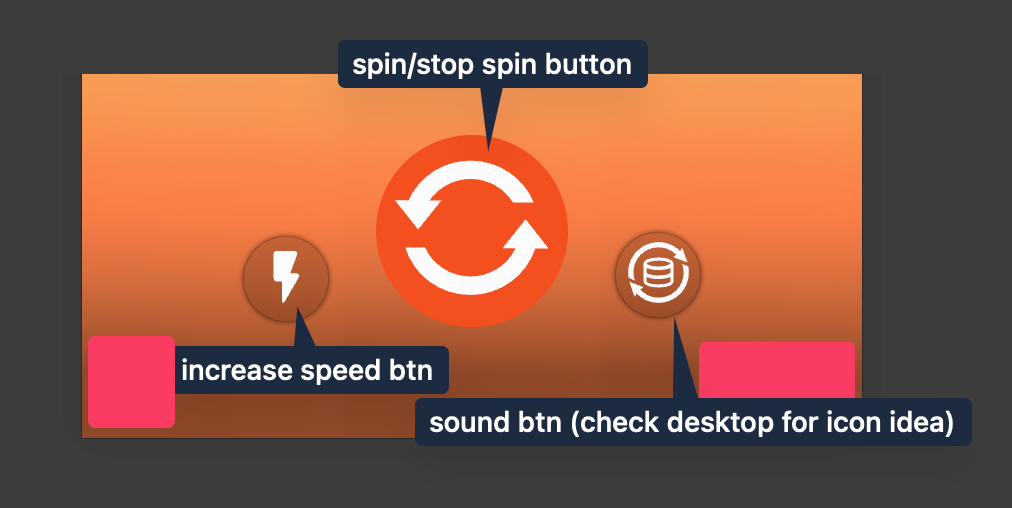 spin/stop spin button
increase speed btn
sound btn (check desktop for icon idea)